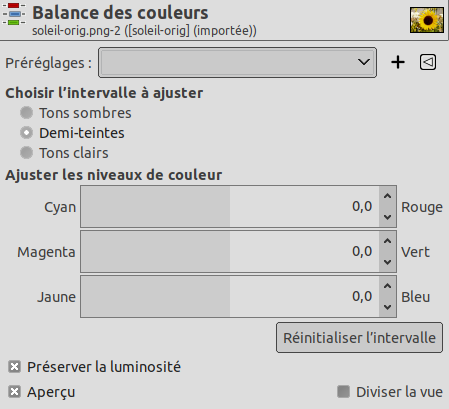 Balance des couleurs
soleil-orig.png-2 ([soleil-orig] (importée))
Préréglages :
Choisir l’intervalle à ajuster
Tons sombres
Demi-teintes
Tons clairs
Ajuster les niveaux de couleur
Cyan 0,0 Rouge
Magenta 0,0 Vert
Jaune 0,0 Bleu
Réinitialiser l’intervalle
Préserver la luminosité
Aperçu Diviser la vue